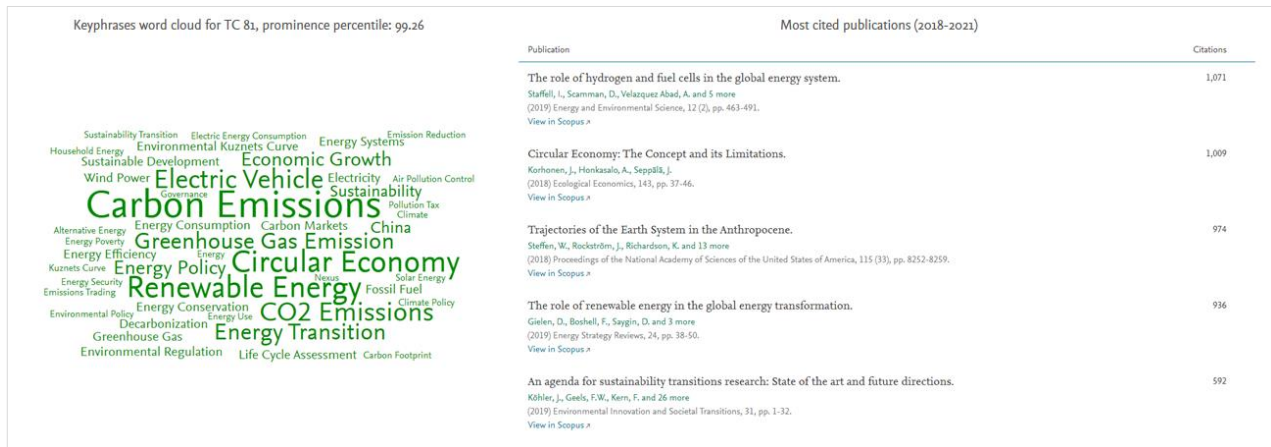 Keyphrases word cloud for TC 81, prominence percentile: 99.26
Sustainability Transition Electric Energy Consumption Emission Reduction
Household Energy Environmental Kuznets Curve Energy Systems
Sustainable Development Economic Growth
Wind Power Electric Vehicle Electricity Air Pollution Control
Governance Sustainability
Carbon Emissions Pollution Tax
Climate
Alternative Energy Energy Consumption Carbon Markets China
Energy Poverty Greenhouse Gas Emission
Energy Efficiency Energy Circular Economy
Kuznets Curve Energy Policy
Nexus Solar Energy
Energy Security Renewable Energy Fossil Fuel
Emissions Trading
Energy Conservation Climate Policy
Environmental Policy Energy Use CO2 Emissions
Decarbonization Energy Transition
Greenhouse Gas
Environmental Regulation Life Cycle Assessment Carbon Footprint
Most cited publications (2018-2021)
Publication Citations
The role of hydrogen and fuel cells in the global energy system. 1,071
Staffell, I., Scamman, D., Velazquez Abad, A. and 5 more
(2019) Energy and Environmental Science, 12 (2), pp. 463-491.
View in Scopus ↗
Circular Economy: The Concept and its Limitations. 1,009
Korhonen, J., Honkasalo, A., Seppälä, J.
(2018) Ecological Economics, 143, pp. 37-46.
View in Scopus ↗
Trajectories of the Earth System in the Anthropocene. 974
Steffen, W., Rockström, J., Richardson, K. and 13 more
(2018) Proceedings of the National Academy of Sciences of the United States of America, 115 (33), pp. 8252-8259.
View in Scopus ↗
The role of renewable energy in the global energy transformation. 936
Gielen, D., Boshell, F., Saygin, D. and 3 more
(2019) Energy Strategy Reviews, 24, pp. 38-50.
View in Scopus ↗
An agenda for sustainability transitions research: State of the art and future directions. 592
Köhler, J., Geels, F.W., Kern, F. and 26 more
(2019) Environmental Innovation and Societal Transitions, 31, pp. 1-32.
View in Scopus ↗